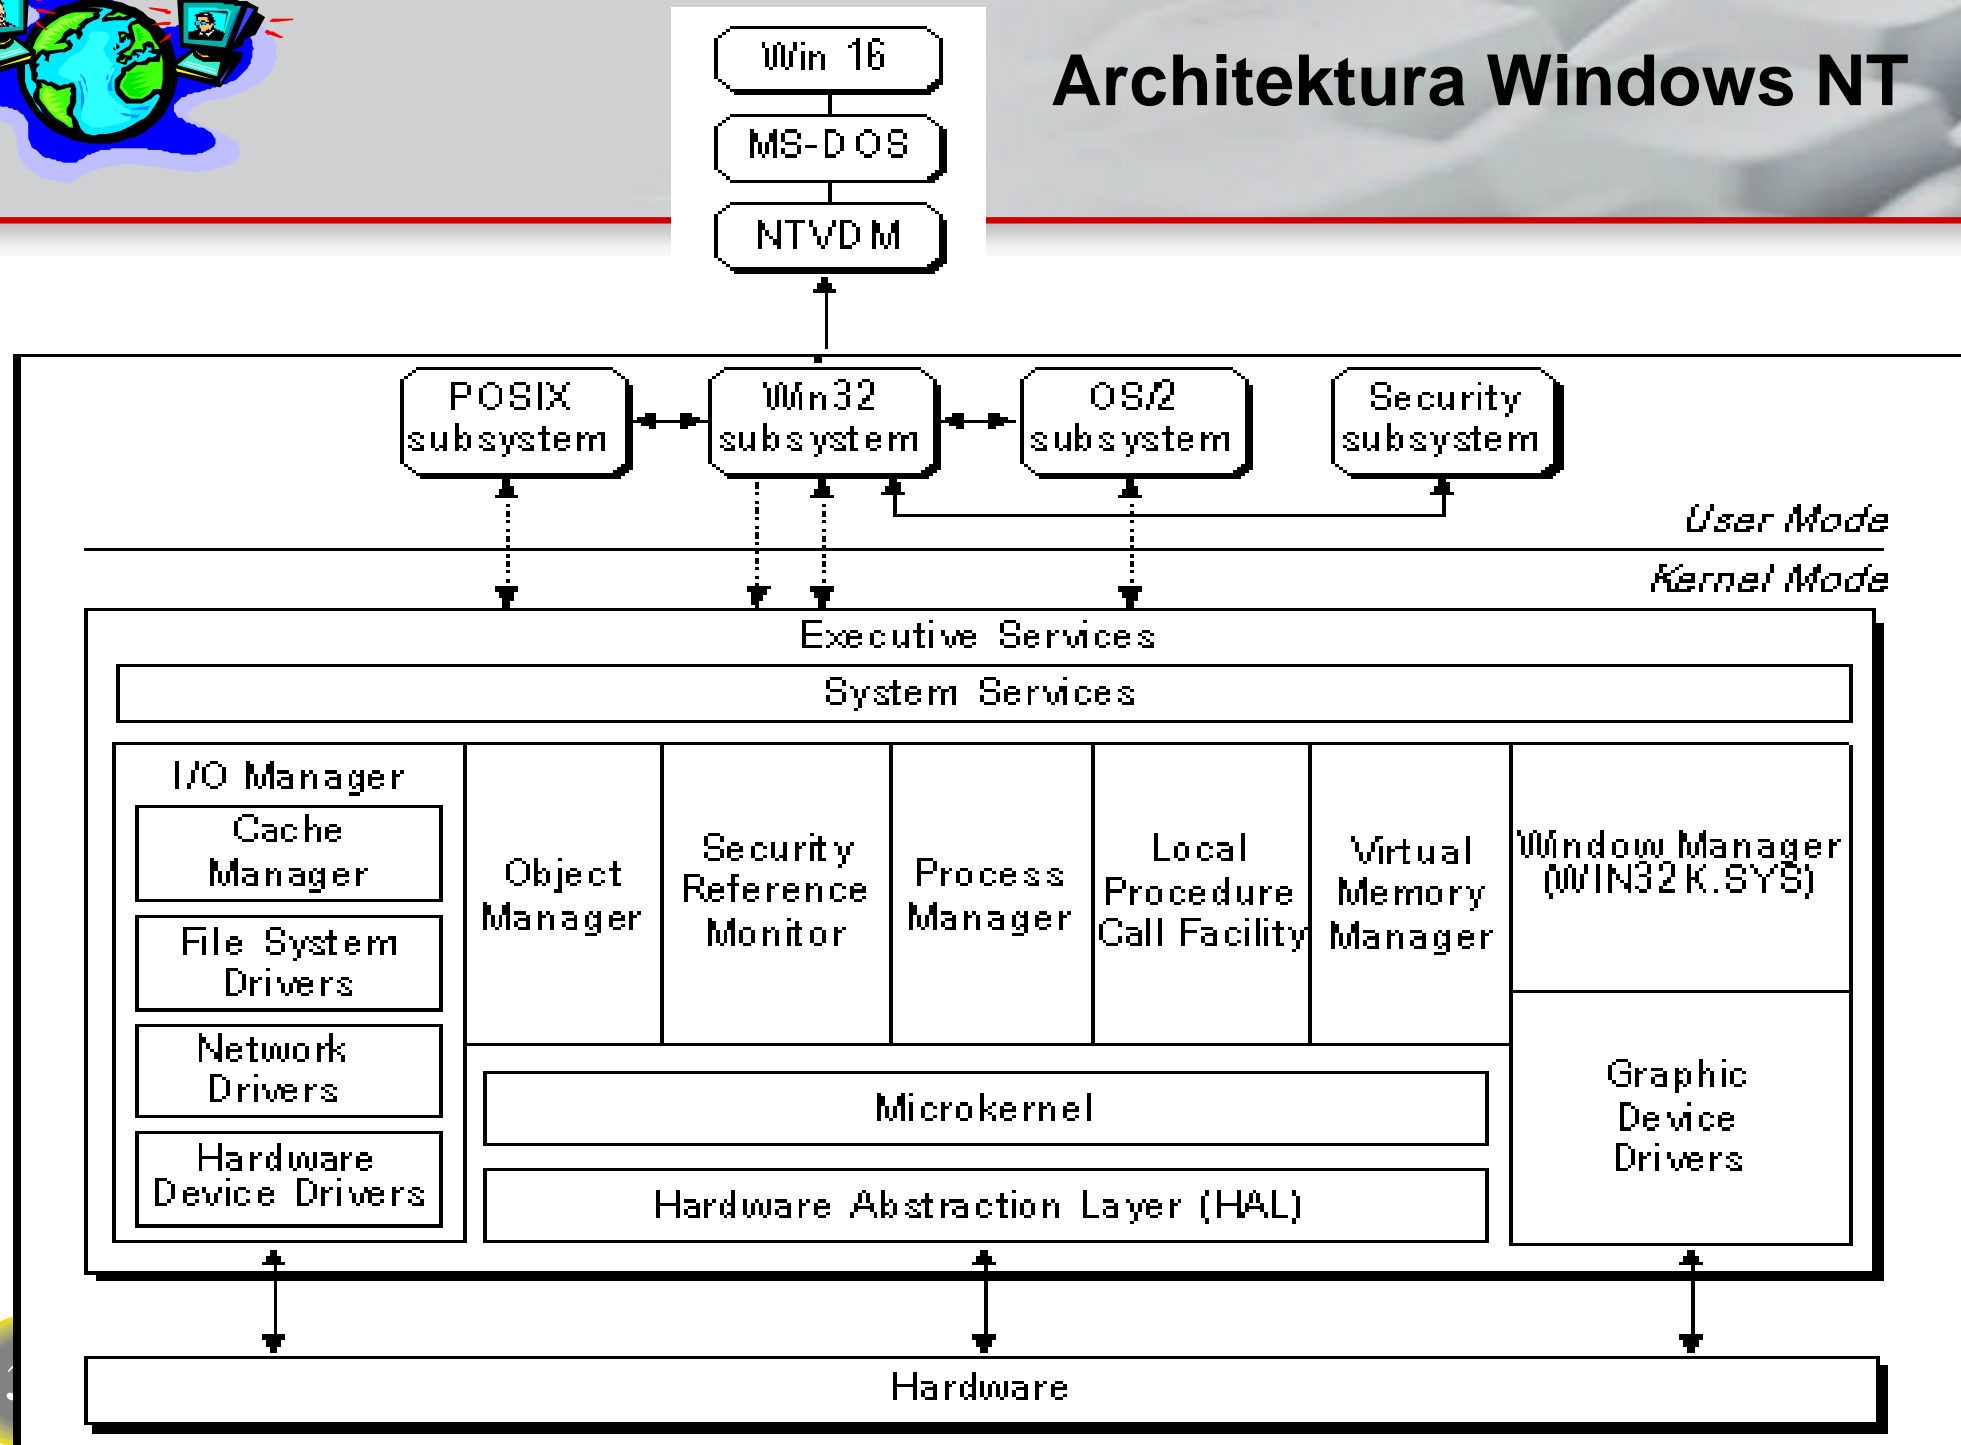 Win 16
Architektura Windows NT
MS-DOS
NTVDM
POSIX
subsystem
Win32
subsystem
OS/2
subsystem
Security
subsystem
User Mode
Kernel Mode
Executive Services
System Services
I/O Manager
Cache
Manager
File System
Drivers
Network
Drivers
Hardware
Device Drivers
Object
Manager
Security
Reference
Monitor
Process
Manager
Local
Procedure
Call Facility
Virtual
Memory
Manager
Window Manager
(WIN32K.SYS)
Graphic
Device
Drivers
Microkernel
Hardware Abstraction Layer (HAL)
Hardware